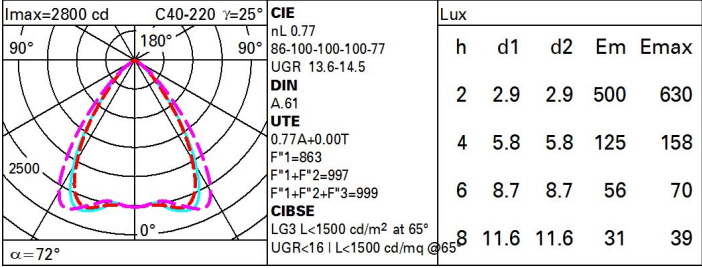 Imax=2800 cd C40-220 γ=25°
90° 180° 90°
2500
0°
α=72°
CIE
nL 0.77
86-100-100-100-77
UGR 13.6-14.5
DIN
A.61
UTE
0.77A+0.00T
F"1=863
F"1+F"2=997
F"1+F"2+F"3=999
CIBSE
LG3 L<1500 cd/m² at 65°
UGR<16 | L<1500 cd/mq @65°
Lux
h d1 d2 Em Emax
2 2.9 2.9 500 630
4 5.8 5.8 125 158
6 8.7 8.7 56 70
8 11.6 11.6 31 39